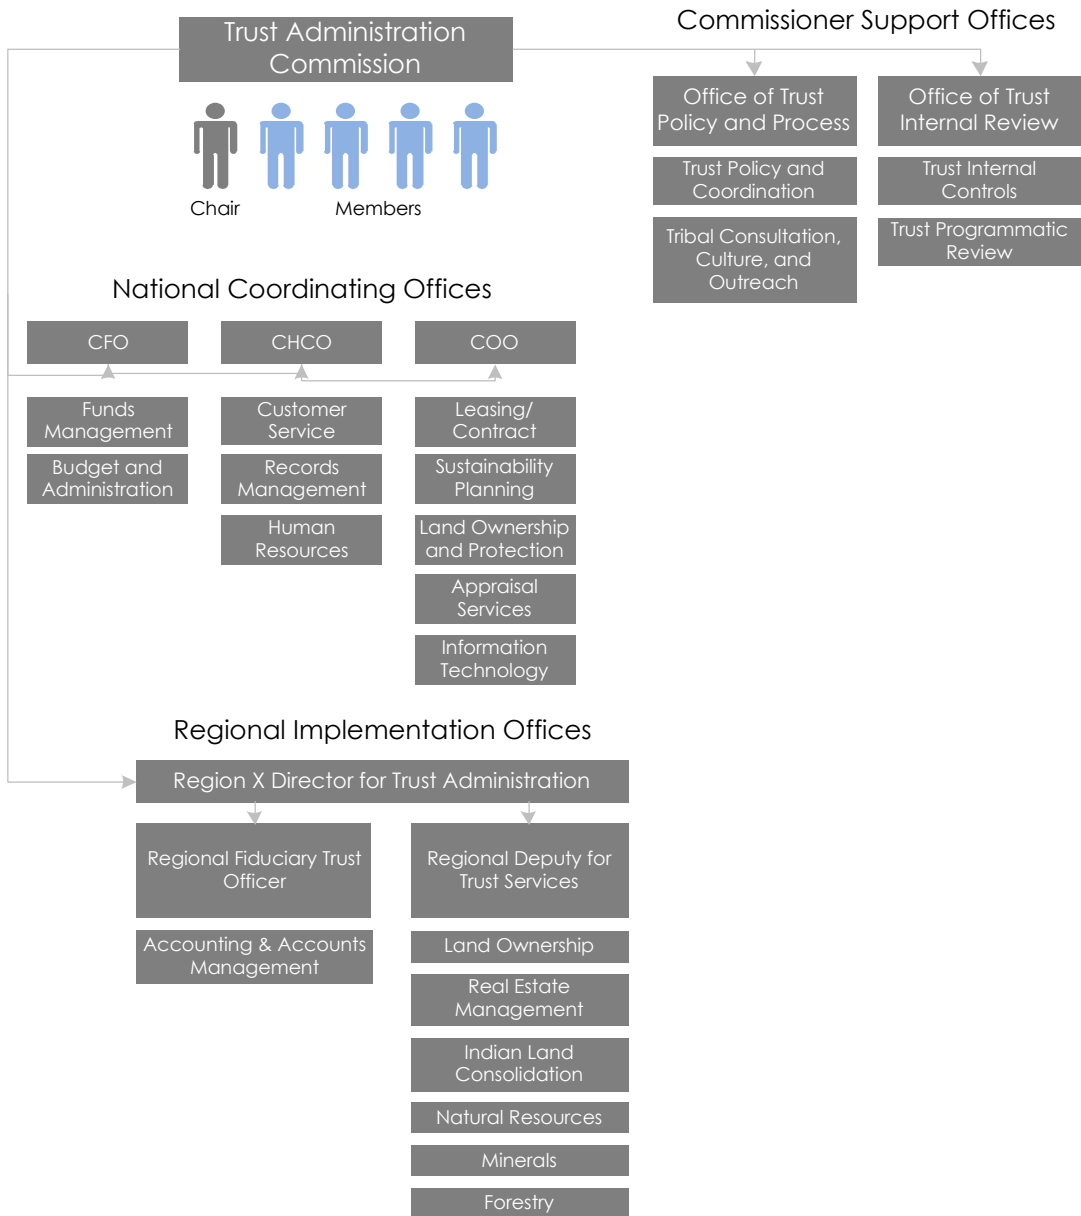 Commissioner Support Offices
Trust Administration
Commission
Chair
Members
Office of Trust
Policy and Process
Trust Policy and
Coordination
Tribal Consultation,
Culture, and
Outreach
Office of Trust
Internal Review
Trust Internal
Controls
Trust Programmatic
Review
National Coordinating Offices
CFO
Funds
Management
Budget and
Administration
CHCO
Customer
Service
Records
Management
Human
Resources
COO
Leasing/
Contract
Sustainability
Planning
Land Ownership
and Protection
Appraisal
Services
Information
Technology
Regional Implementation Offices
Region X Director for Trust Administration
Regional Fiduciary Trust
Officer
Accounting & Accounts
Management
Regional Deputy for
Trust Services
Land Ownership
Real Estate
Management
Indian Land
Consolidation
Natural Resources
Minerals
Forestry